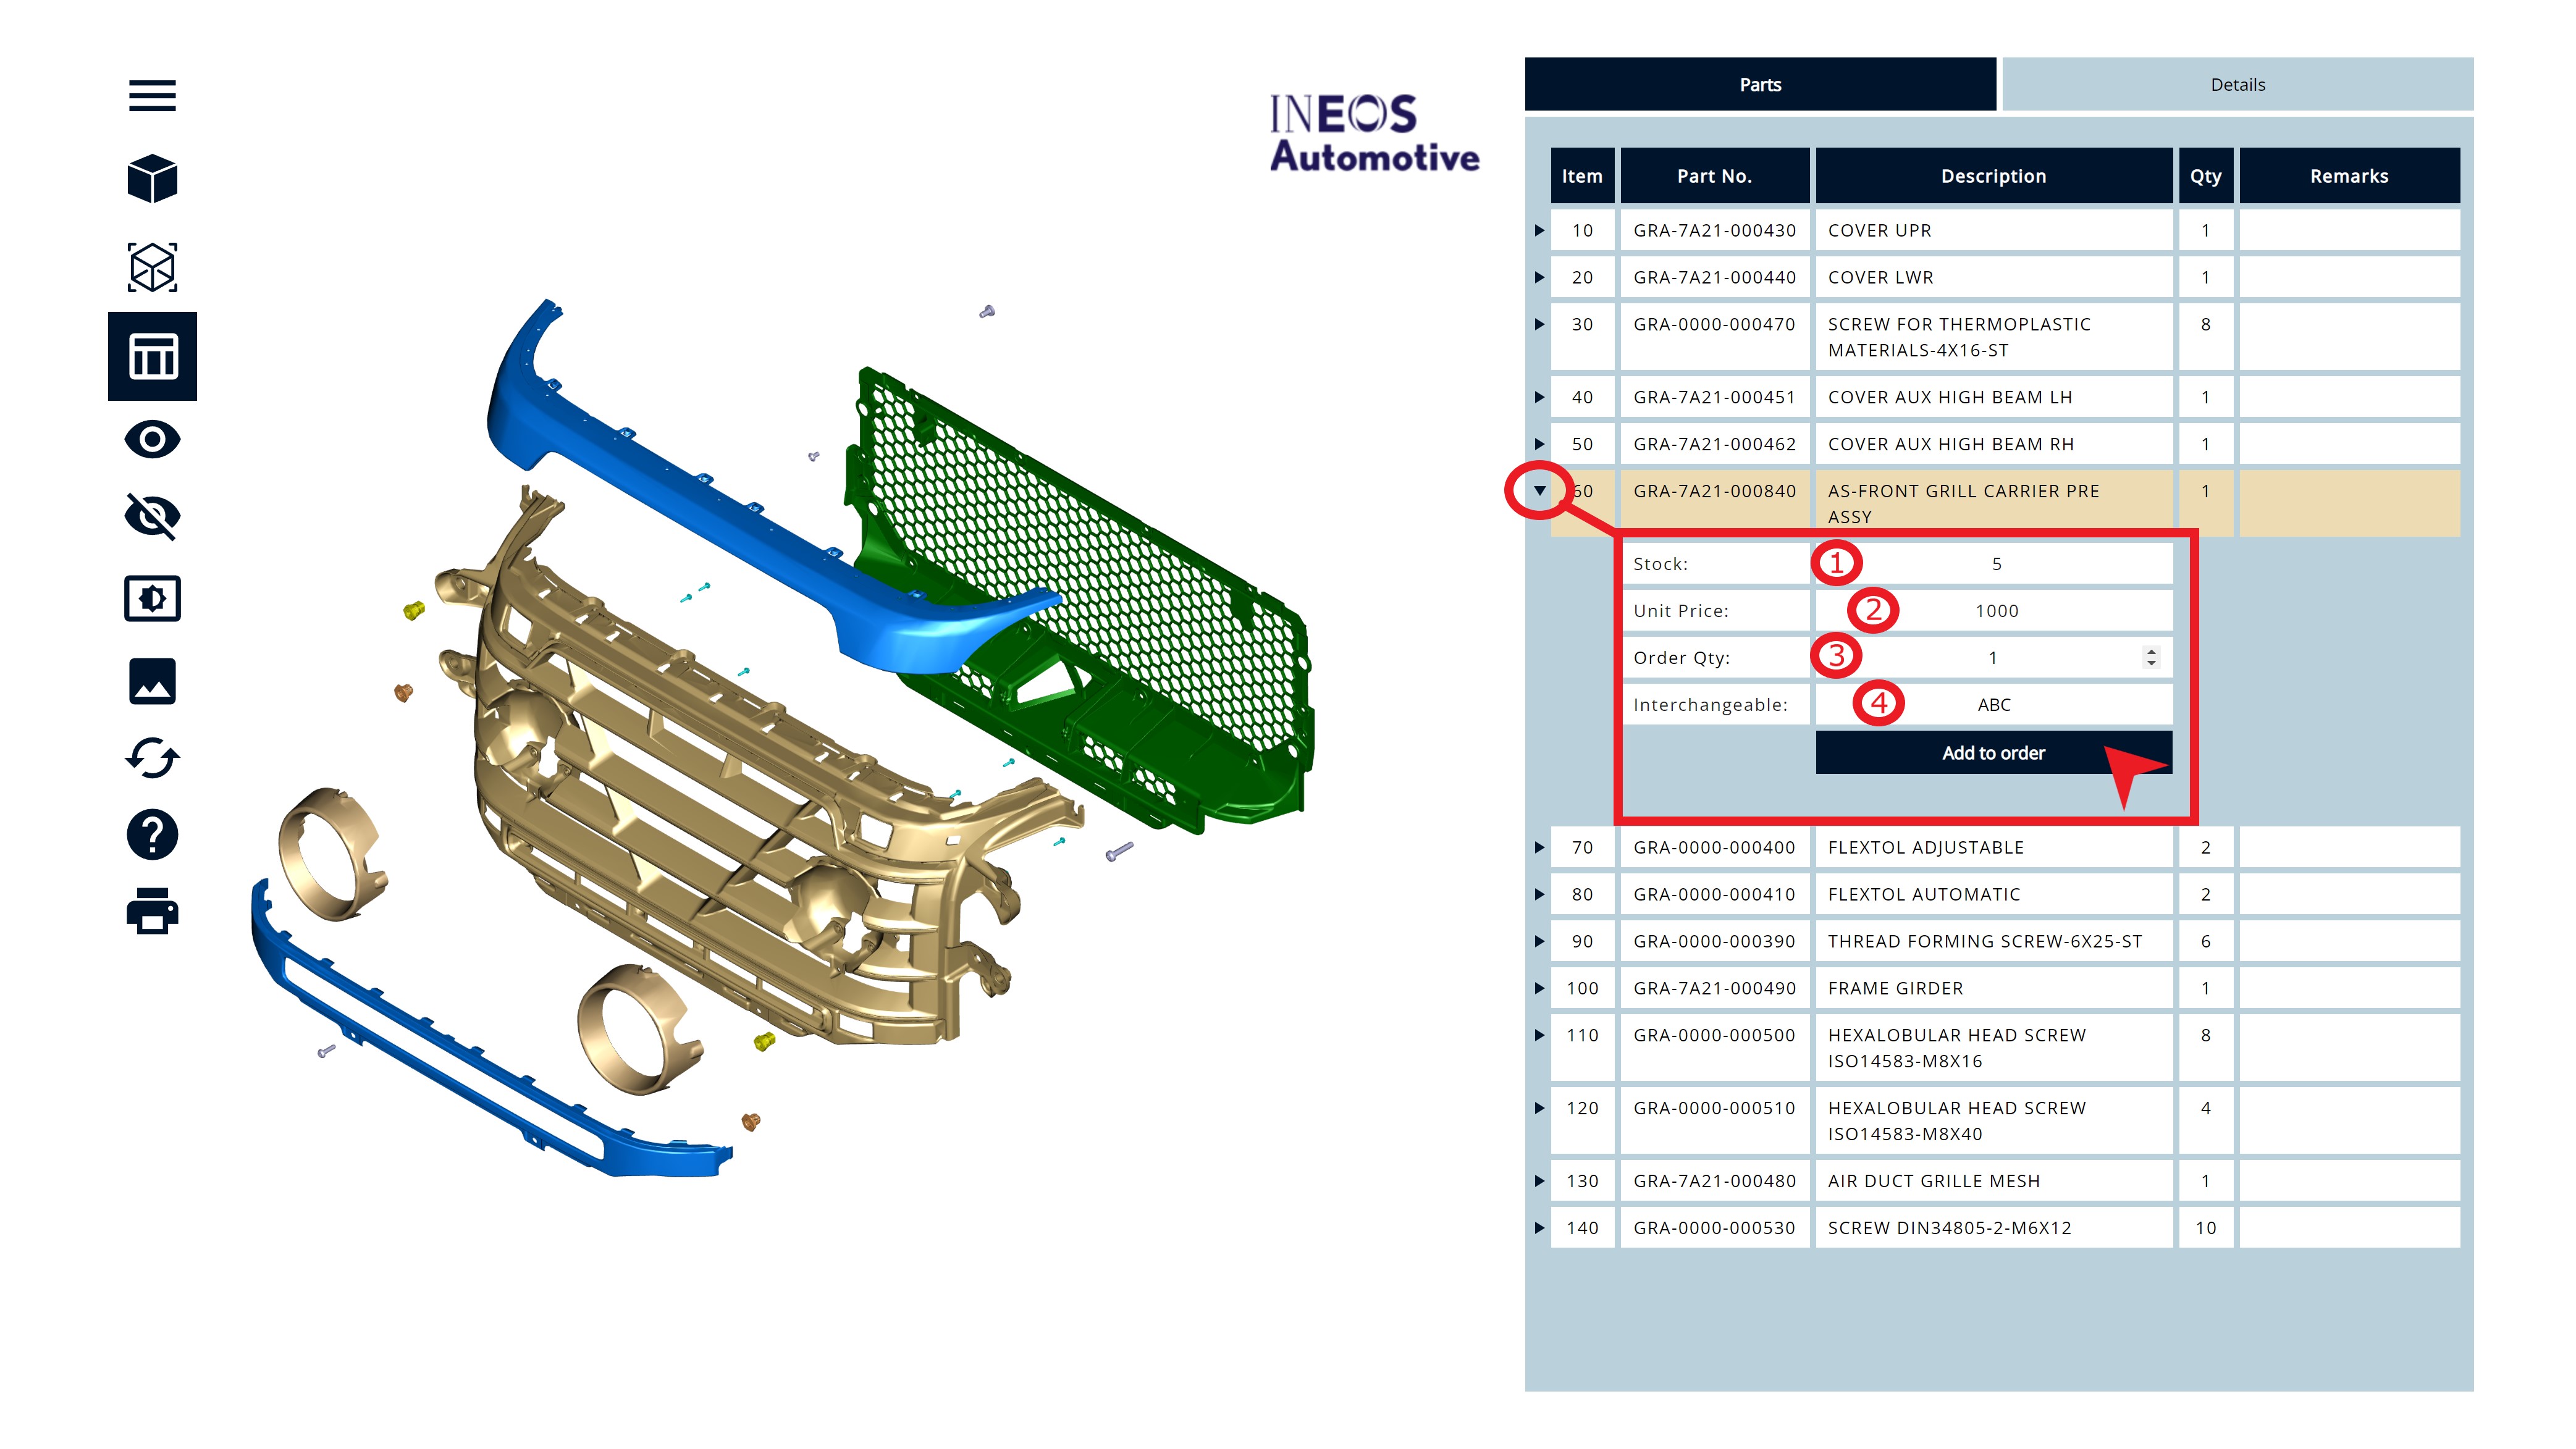 INEOS
Automotive
Parts Details
Item Part No. Description Qty Remarks
10 GRA-7A21-000430 COVER UPR 1
20 GRA-7A21-000440 COVER LWR 1
30 GRA-0000-000470 SCREW FOR THERMOPLASTIC 8
MATERIALS-4X16-ST
40 GRA-7A21-000451 COVER AUX HIGH BEAM LH 1
50 GRA-7A21-000462 COVER AUX HIGH BEAM RH 1
60 GRA-7A21-000840 AS-FRONT GRILL CARRIER PRE 1
ASSY
Stock: 1 5
Unit Price: 2 1000
Order Qty: 3 1
Interchangeable: 4 ABC
Add to order
70 GRA-0000-000400 FLEXTOL ADJUSTABLE 2
80 GRA-0000-000410 FLEXTOL AUTOMATIC 2
90 GRA-0000-000390 THREAD FORMING SCREW-6X25-ST 6
100 GRA-7A21-000490 FRAME GIRDER 1
110 GRA-0000-000500 HEXALOBULAR HEAD SCREW 8
ISO14583-M8X16
120 GRA-0000-000510 HEXALOBULAR HEAD SCREW 4
ISO14583-M8X40
130 GRA-7A21-000480 AIR DUCT GRILLE MESH 1
140 GRA-0000-000530 SCREW DIN34805-2-M6X12 10